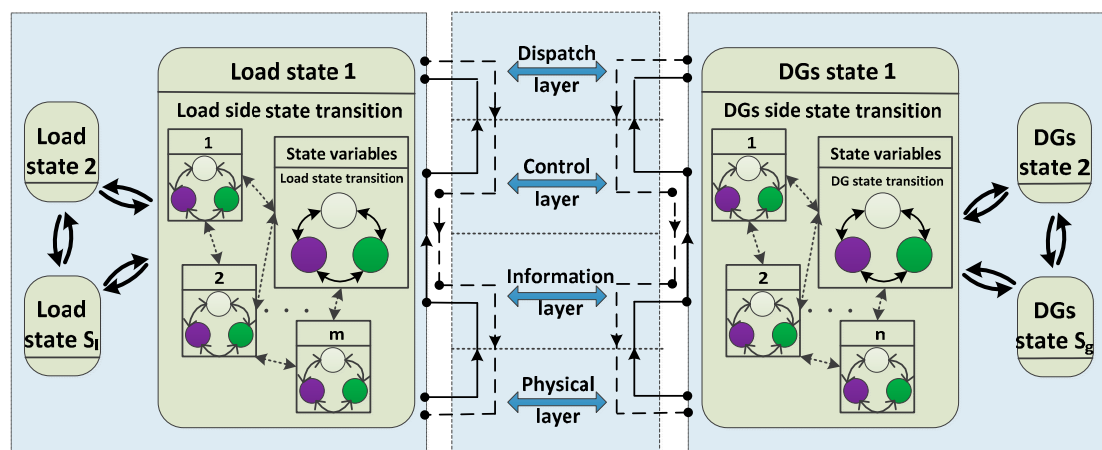 Load
state 2
Load
state Sl
Load state 1
Load side state transition
1
2
m
State variables
Load state transition
. . .
Dispatch
layer
Control
layer
Information
layer
Physical
layer
DGs state 1
DGs side state transition
1
2
n
State variables
DG state transition
. . .
DGs
state 2
DGs
state Sg